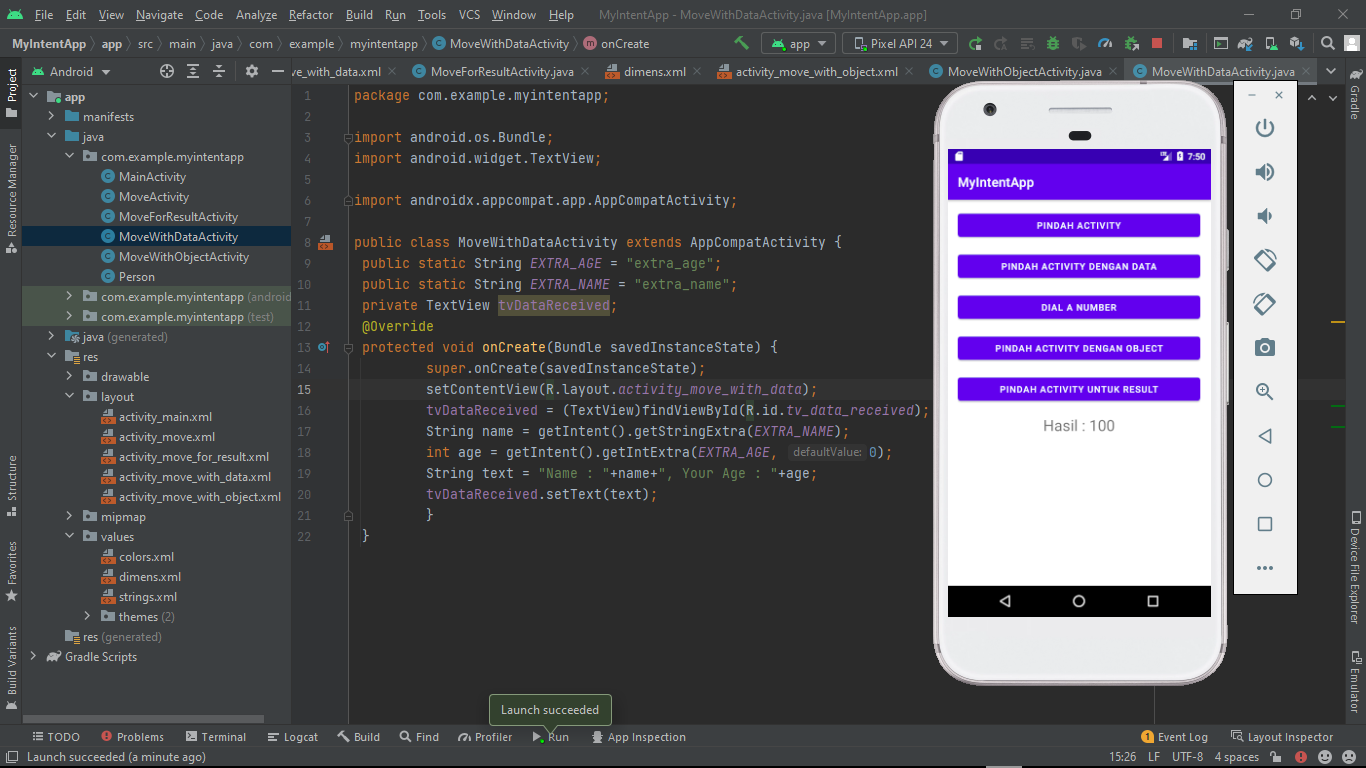 File Edit View Navigate Code Analyze Refactor Build Run Tools VCS Window Help MyIntentApp - MoveWithDataActivity.java [MyIntentApp.app]
MyIntentApp app src main java com example myintentapp MoveWithDataActivity onCreate app Pixel API 24
Android ve_with_data.xml MoveForResultActivity.java dimens.xml activity_move_with_object.xml MoveWithObjectActivity.java MoveWithDataActivity.java
Project
Resource Manager
Structure
Favorites
Build Variants
app
manifests
java
com.example.myintentapp
MainActivity
MoveActivity
MoveForResultActivity
MoveWithDataActivity
MoveWithObjectActivity
Person
com.example.myintentapp (android
com.example.myintentapp (test)
java (generated)
res
drawable
layout
activity_main.xml
activity_move.xml
activity_move_for_result.xml
activity_move_with_data.xml
activity_move_with_object.xml
mipmap
values
colors.xml
dimens.xml
strings.xml
themes (2)
res (generated)
Gradle Scripts
1 package com.example.myintentapp;
2
3 import android.os.Bundle;
4 import android.widget.TextView;
5
6 import androidx.appcompat.app.AppCompatActivity;
7
8 public class MoveWithDataActivity extends AppCompatActivity {
9 public static String EXTRA_AGE = "extra_age";
10 public static String EXTRA_NAME = "extra_name";
11 private TextView tvDataReceived;
12 @Override
13 protected void onCreate(Bundle savedInstanceState) {
14 super.onCreate(savedInstanceState);
15 setContentView(R.layout.activity_move_with_data);
16 tvDataReceived = (TextView)findViewById(R.id.tv_data_received);
17 String name = getIntent().getStringExtra(EXTRA_NAME);
18 int age = getIntent().getIntExtra(EXTRA_AGE, defaultValue: 0);
19 String text = "Name : "+name+", Your Age : "+age;
20 tvDataReceived.setText(text);
21 }
22 }
7:50
MyIntentApp
PINDAH ACTIVITY
PINDAH ACTIVITY DENGAN DATA
DIAL A NUMBER
PINDAH ACTIVITY DENGAN OBJECT
PINDAH ACTIVITY UNTUK RESULT
Hasil : 100
Gradle
Device File Explorer
Emulator
Launch succeeded
TODO Problems Terminal Logcat Build Find Profiler Run App Inspection 1 Event Log Layout Inspector
Launch succeeded (a minute ago) 15:26 LF UTF-8 4 spaces